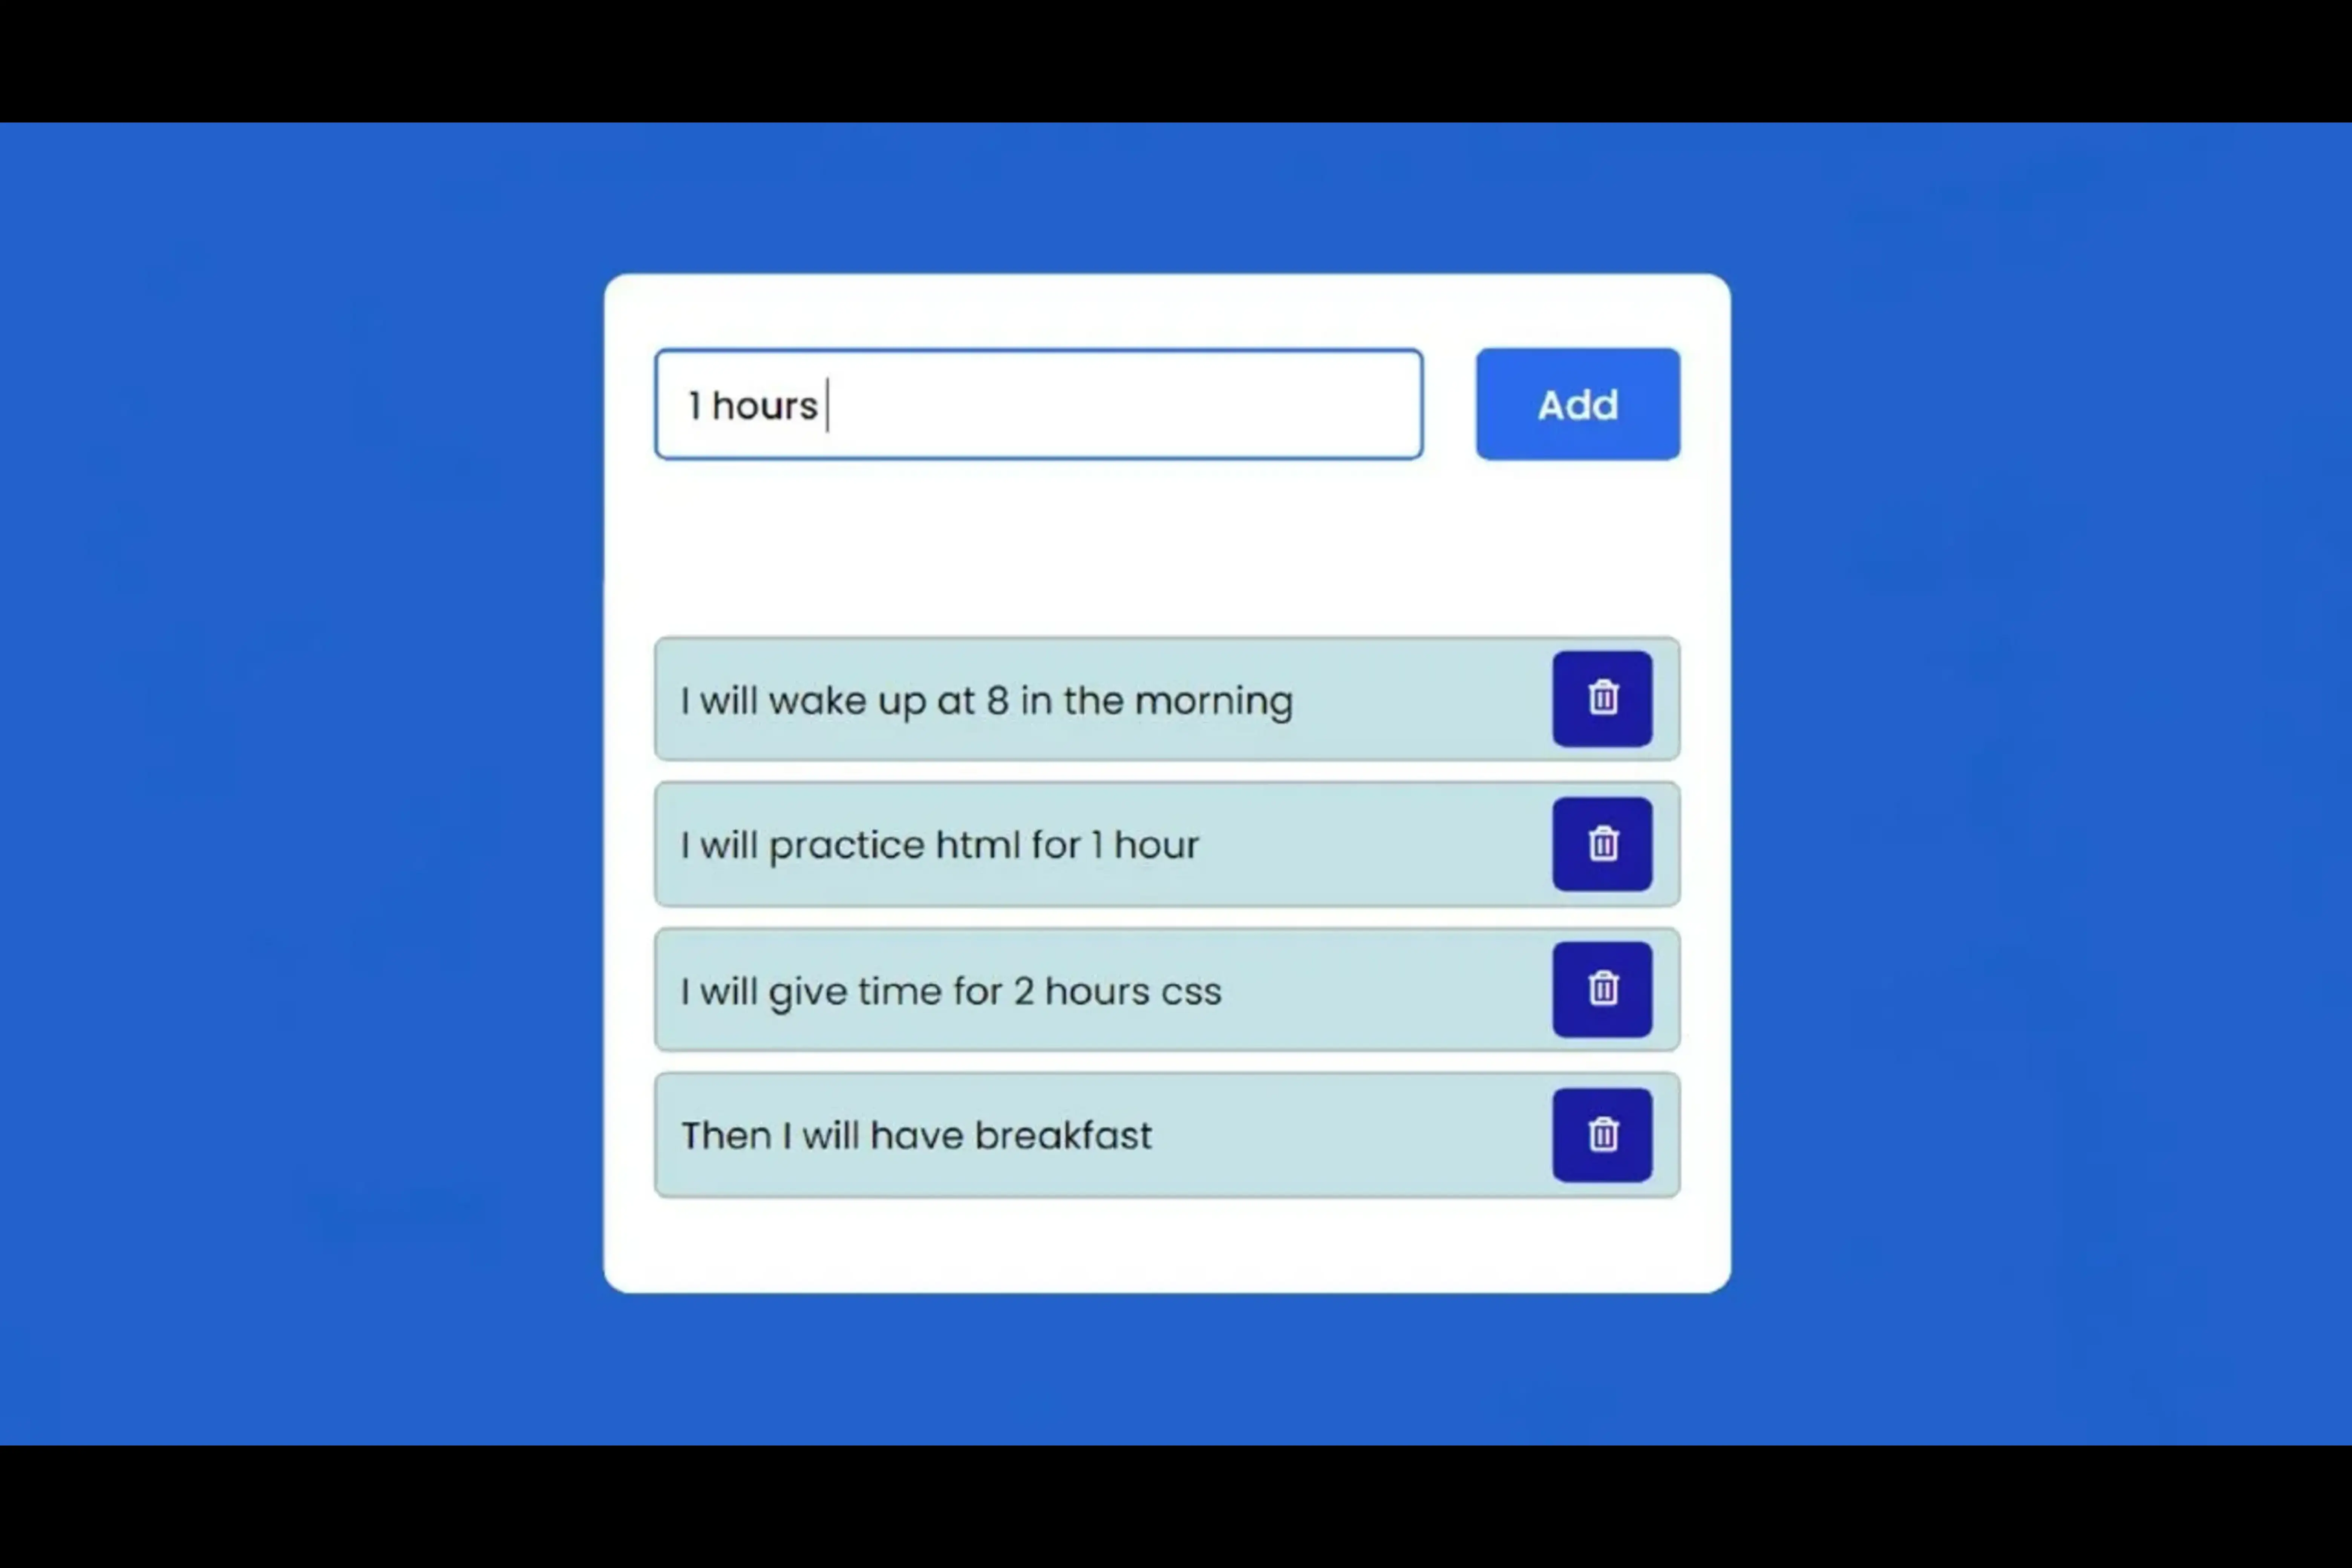 1 hours
Add
I will wake up at 8 in the morning
I will practice html for 1 hour
I will give time for 2 hours css
Then I will have breakfast